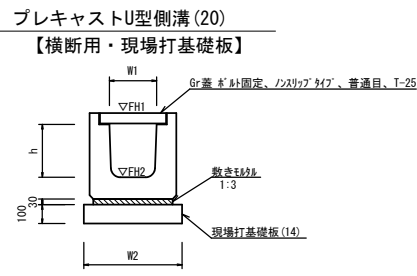 プレキャストU型側溝(20)
【横断用・現場打基礎板】
W1
Gr蓋 ﾎﾞﾙﾄ固定、ﾉﾝｽﾘｯﾌﾟﾀｲﾌﾟ、普通目、T-25
▽FH1
h
▽FH2
敷きﾓﾙﾀﾙ
1:3
30
100
現場打基礎板(14)
W2